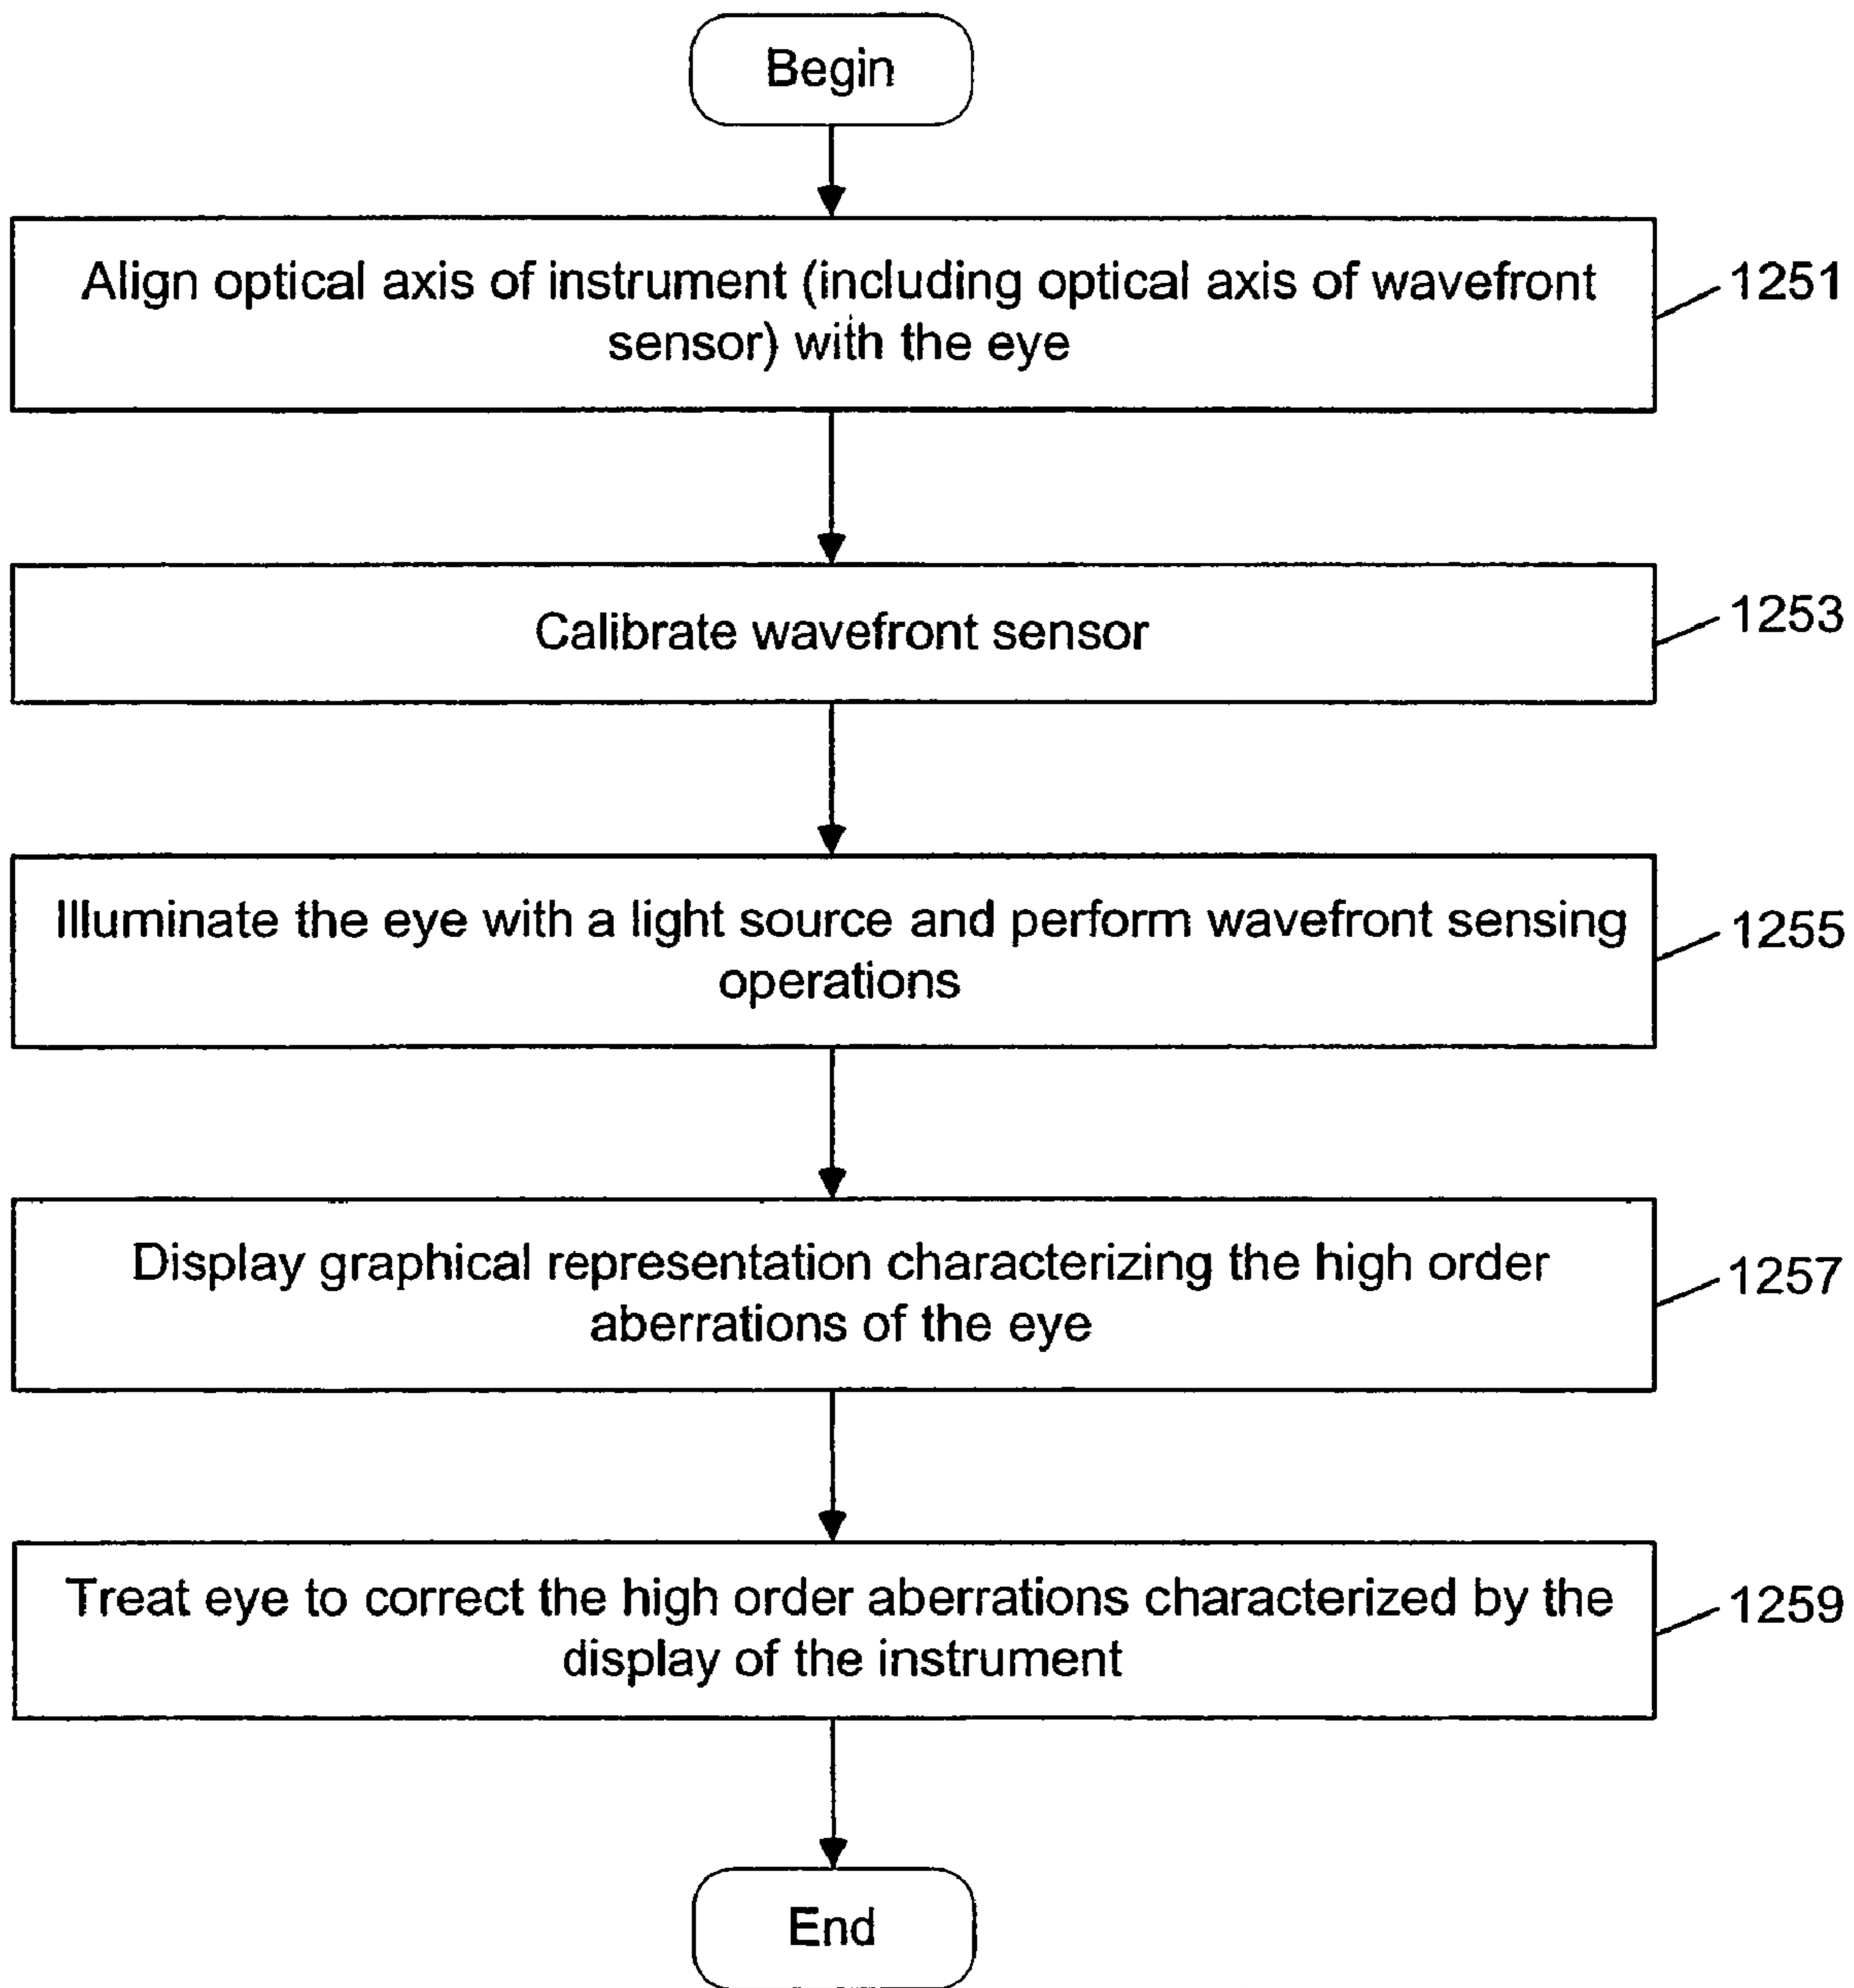 Begin
Align optical axis of instrument (including optical axis of wavefront
sensor) with the eye
1251
Calibrate wavefront sensor
1253
Illuminate the eye with a light source and perform wavefront sensing
operations
1255
Display graphical representation characterizing the high order
aberrations of the eye
1257
Treat eye to correct the high order aberrations characterized by the
display of the instrument
1259
End